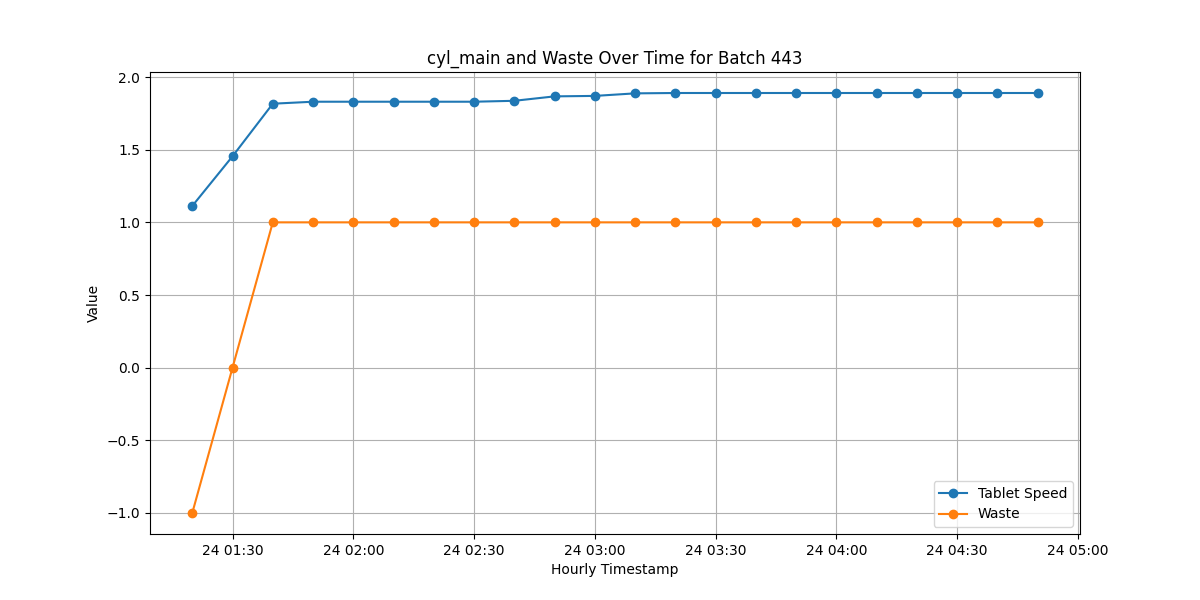 cyl_main and Waste Over Time for Batch 443
2.0
1.5
1.0
0.5
0.0
−0.5
−1.0
Value
Tablet Speed
Waste
24 01:30 24 02:00 24 02:30 24 03:00 24 03:30 24 04:00 24 04:30 24 05:00
Hourly Timestamp